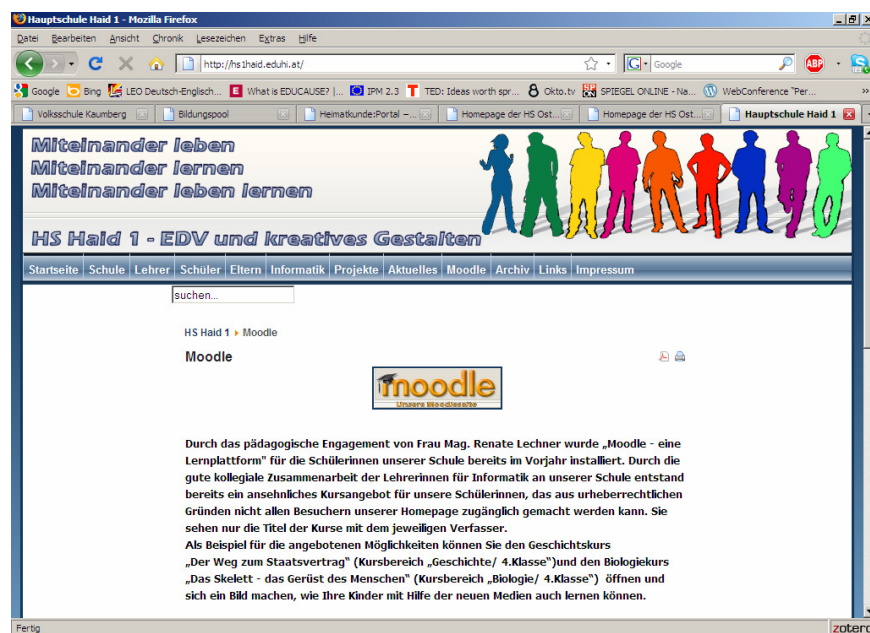 Hauptschule Haid 1 - Mozilla Firefox
Datei Bearbeiten Ansicht Chronik Lesezeichen Extras Hilfe
http://hs1haid.eduhi.at/ G Google ABP
Google Bing LEO Deutsch-Englisch... What is EDUCAUSE? |... IPM 2.3 TED: Ideas worth spr... Okto.tv SPIEGEL ONLINE - Na... WebConference "Per... »
Volksschule Kaumberg Bildungspool Heimatkunde:Portal –... Homepage der HS Ost... Homepage der HS Ost... Hauptschule Haid 1
Miteinander leben
Miteinander lernen
Miteinander leben lernen
HS Haid 1 - EDV und kreatives Gestalten
Startseite Schule Lehrer Schüler Eltern Informatik Projekte Aktuelles Moodle Archiv Links Impressum
suchen...
HS Haid 1 Moodle
Moodle
moodle
Unsere Moodleseite
Durch das pädagogische Engagement von Frau Mag. Renate Lechner wurde „Moodle - eine
Lernplattform" für die Schülerinnen unserer Schule bereits im Vorjahr installiert. Durch die
gute kollegiale Zusammenarbeit der Lehrerinnen für Informatik an unserer Schule entstand
bereits ein ansehnliches Kursangebot für unsere Schülerinnen, das aus urheberrechtlichen
Gründen nicht allen Besuchern unserer Homepage zugänglich gemacht werden kann. Sie
sehen nur die Titel der Kurse mit dem jeweiligen Verfasser.
Als Beispiel für die angebotenen Möglichkeiten können Sie den Geschichtskurs
„Der Weg zum Staatsvertrag" (Kursbereich „Geschichte/ 4.Klasse")und den Biologiekurs
„Das Skelett - das Gerüst des Menschen" (Kursbereich „Biologie/ 4.Klasse") öffnen und
sich ein Bild machen, wie Ihre Kinder mit Hilfe der neuen Medien auch lernen können.
Fertig zotero